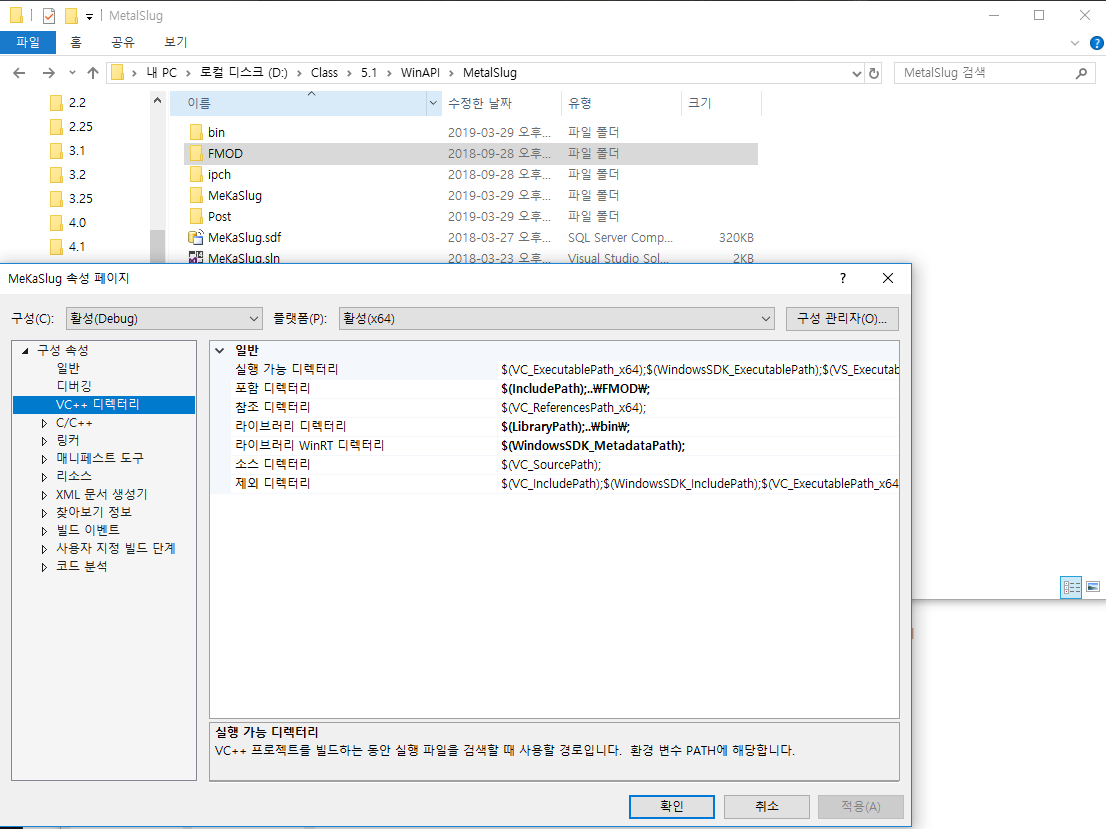 MetalSlug
파일 홈 공유 보기
내 PC 로컬 디스크 (D:) Class 5.1 WinAPI MetalSlug MetalSlug 검색
이름 수정한 날짜 유형 크기
2.2
2.25
3.1
3.2
3.25
4.0
4.1
bin 2019-03-29 오후... 파일 폴더
FMOD 2018-09-28 오후... 파일 폴더
ipch 2018-09-28 오후... 파일 폴더
MeKaSlug 2019-03-29 오후... 파일 폴더
Post 2019-03-29 오후... 파일 폴더
MeKaSlug.sdf 2018-03-27 오후... SQL Server Comp... 320KB
MeKaSlug.sln 2018-03-23 오후... Visual Studio Sol... 2KB
MeKaSlug 속성 페이지
구성(C): 활성(Debug) 플랫폼(P): 활성(x64) 구성 관리자(O)...
구성 속성
일반
디버깅
VC++ 디렉터리
C/C++
링커
매니페스트 도구
리소스
XML 문서 생성기
찾아보기 정보
빌드 이벤트
사용자 지정 빌드 단계
코드 분석
일반
실행 가능 디렉터리 $(VC_ExecutablePath_x64);$(WindowsSDK_ExecutablePath);$(VS_Executab
포함 디렉터리 $(IncludePath);..₩FMOD₩;
참조 디렉터리 $(VC_ReferencesPath_x64);
라이브러리 디렉터리 $(LibraryPath);..₩bin₩;
라이브러리 WinRT 디렉터리 $(WindowsSDK_MetadataPath);
소스 디렉터리 $(VC_SourcePath);
제외 디렉터리 $(VC_IncludePath);$(WindowsSDK_IncludePath);$(VC_ExecutablePath_x64
실행 가능 디렉터리
VC++ 프로젝트를 빌드하는 동안 실행 파일을 검색할 때 사용할 경로입니다. 환경 변수 PATH에 해당합니다.
확인 취소 적용(A)